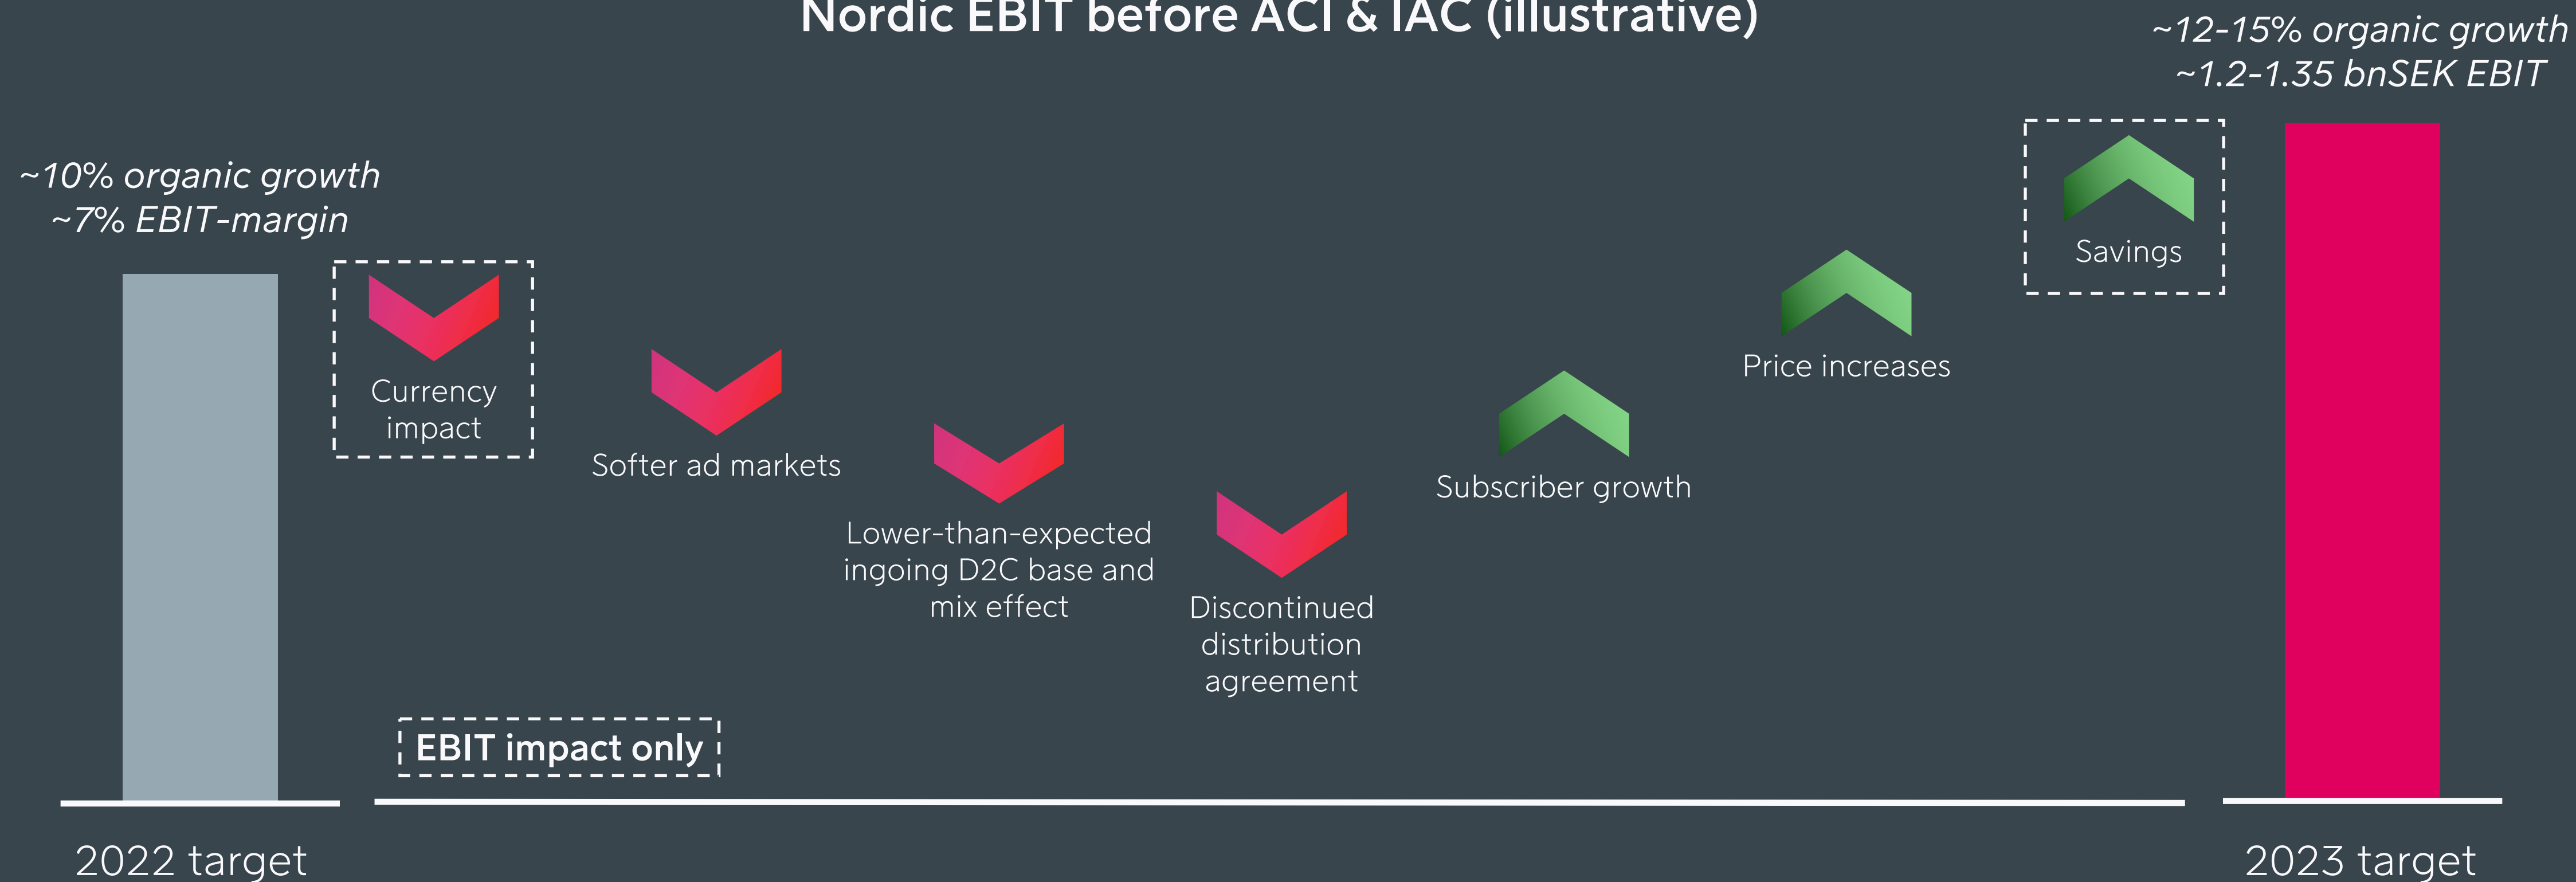 Nordic EBIT before ACI & IAC (illustrative)
~12-15% organic growth
~1.2-1.35 bnSEK EBIT
~10% organic growth
~7% EBIT-margin
Currency
impact
Softer ad markets
Lower-than-expected
ingoing D2C base and
mix effect
Discontinued
distribution
agreement
Subscriber growth
Price increases
Savings
EBIT impact only
2022 target
2023 target